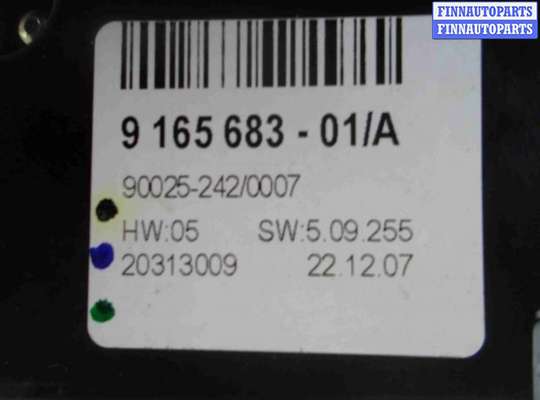 FINNAUTOPARTS
FINNAUTOPARTS
9 165 683 - 01/A
90025-242/0007
HW:05 SW:5.09.255
20313009 22.12.07